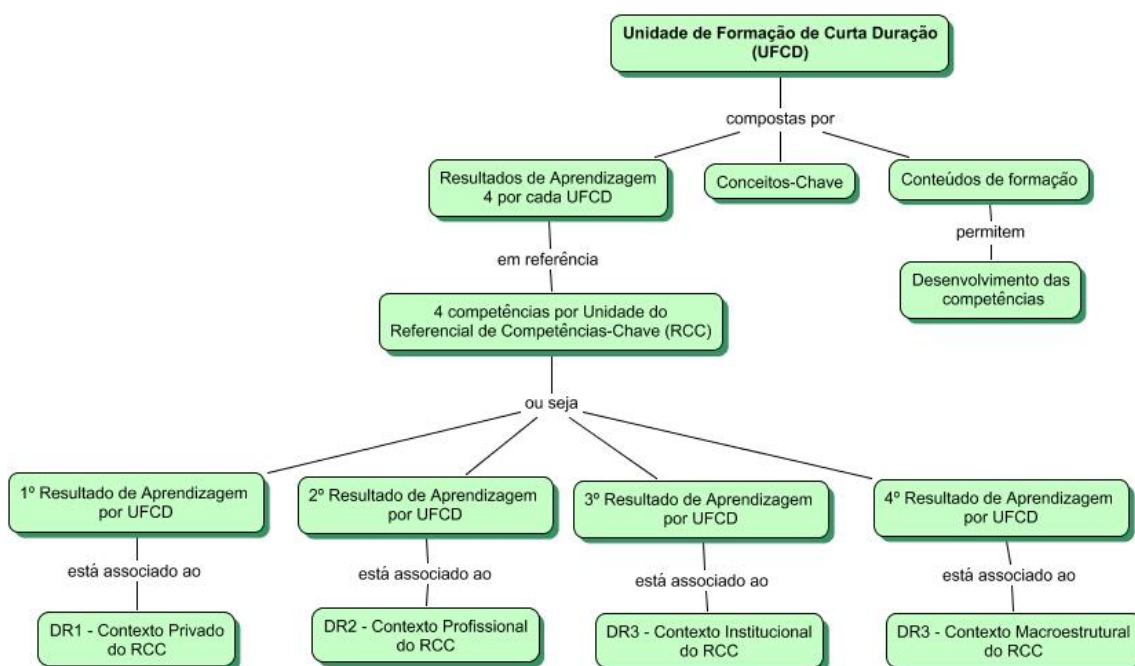 Unidade de Formação de Curta Duração
(UFCD)
compostas por
Resultados de Aprendizagem
4 por cada UFCD
Conceitos-Chave
Conteúdos de formação
em referência
permitem
4 competências por Unidade do
Referencial de Competências-Chave (RCC)
Desenvolvimento das
competências
ou seja
1º Resultado de Aprendizagem
por UFCD
2º Resultado de Aprendizagem
por UFCD
3º Resultado de Aprendizagem
por UFCD
4º Resultado de Aprendizagem
por UFCD
está associado ao
está associado ao
está associado ao
está associado ao
DR1 - Contexto Privado
do RCC
DR2 - Contexto Profissional
do RCC
DR3 - Contexto Institucional
do RCC
DR3 - Contexto Macroestrutural
do RCC